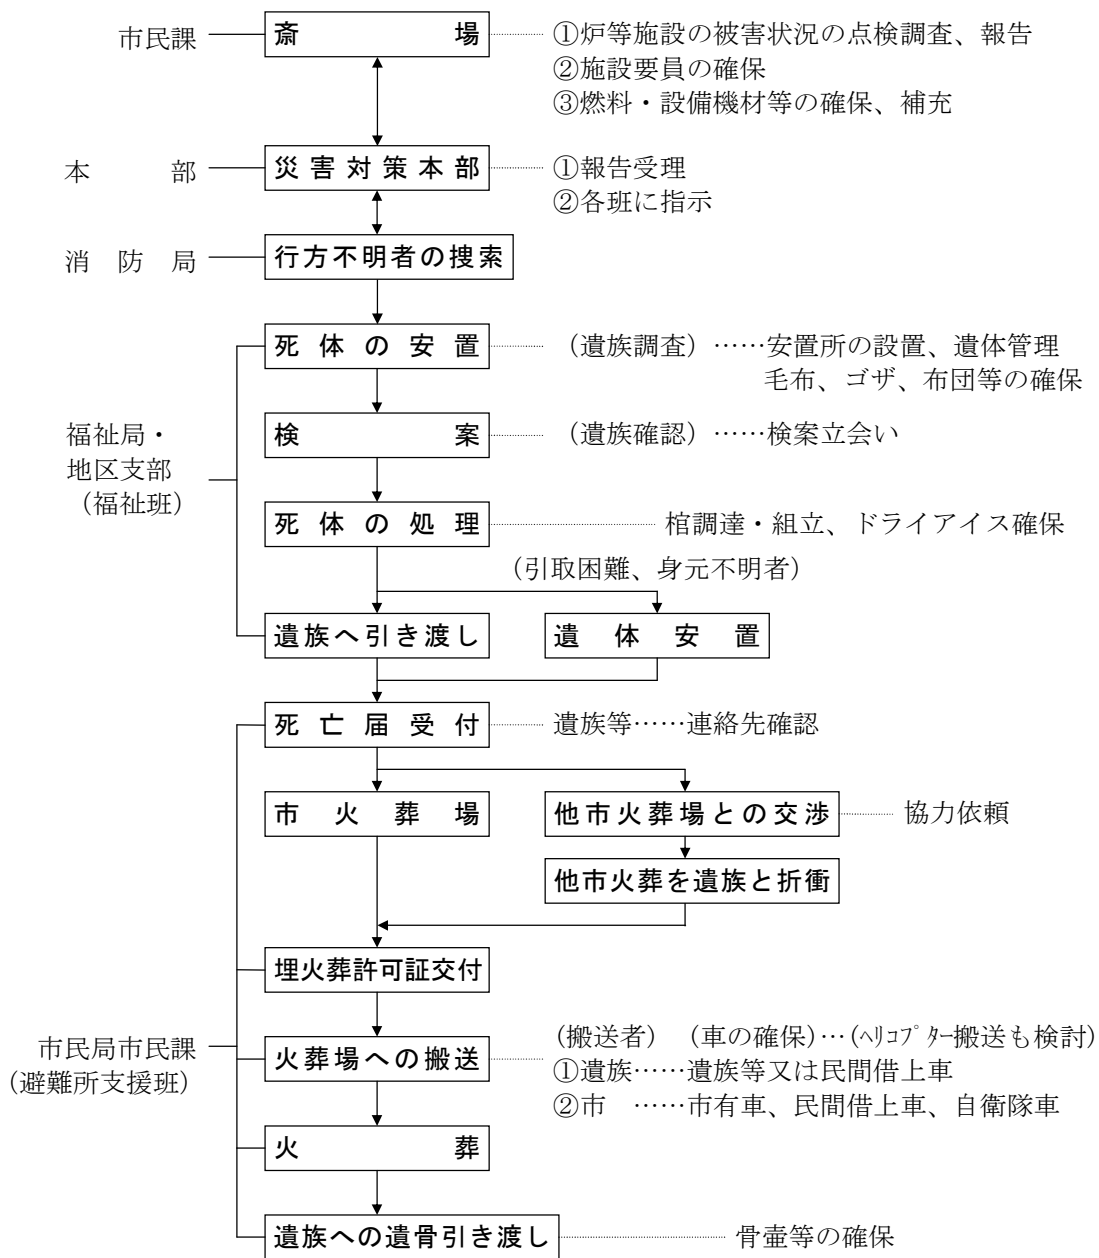 市民課 斎場 ①炉等施設の被害状況の点検調査、報告
②施設要員の確保
③燃料・設備機材等の確保、補充
本部 災害対策本部 ①報告受理
②各班に指示
消防局 行方不明者の捜索
死体の安置 (遺族調査)……安置所の設置、遺体管理
毛布、ゴザ、布団等の確保
検案 (遺族確認)……検案立会い
福祉局・
地区支部
(福祉班)
死体の処理 棺調達・組立、ドライアイス確保
(引取困難、身元不明者)
遺族へ引き渡し 遺体安置
死亡届受付 遺族等……連絡先確認
市火葬場 他市火葬場との交渉 協力依頼
他市火葬を遺族と折衝
埋火葬許可証交付
市民局市民課
(避難所支援班)
火葬場への搬送 (搬送者) (車の確保)…(ヘリコプター搬送も検討)
①遺族……遺族等又は民間借上車
②市 ……市有車、民間借上車、自衛隊車
火葬
遺族への遺骨引き渡し 骨壷等の確保